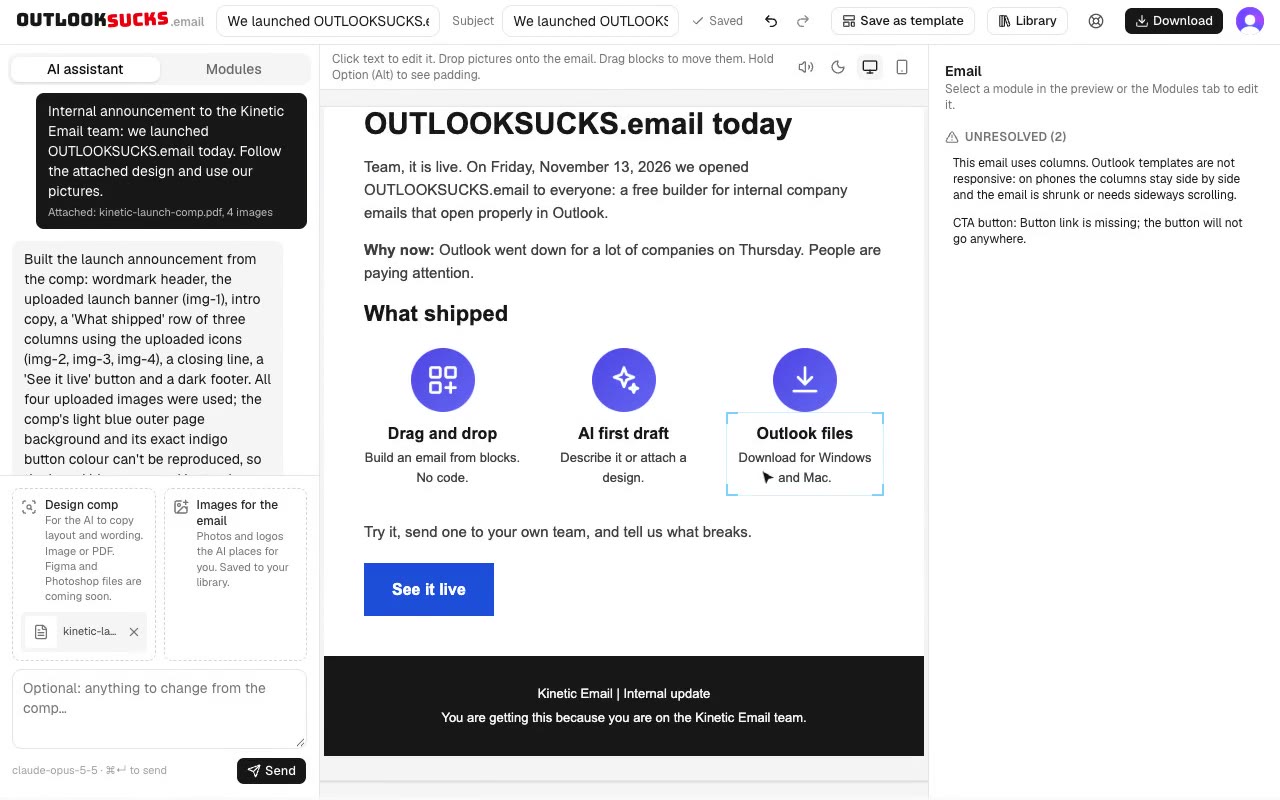 OUTLOOKSUCKS.email
We launched OUTLOOKSUCKS.e
Subject
We launched OUTLOOKS
Saved
Save as template
Library
Download
AI assistant
Modules
Click text to edit it. Drop pictures onto the email. Drag blocks to move them. Hold
Option (Alt) to see padding.
Internal announcement to the Kinetic
Email team: we launched
OUTLOOKSUCKS.email today. Follow
the attached design and use our
pictures.
Attached: kinetic-launch-comp.pdf, 4 images
Built the launch announcement from
the comp: wordmark header, the
uploaded launch banner (img-1), intro
copy, a 'What shipped' row of three
columns using the uploaded icons
(img-2, img-3, img-4), a closing line, a
'See it live' button and a dark footer. All
four uploaded images were used; the
comp's light blue outer page
background and its exact indigo
button colour can't be reproduced, so
Design comp
For the AI to copy
layout and wording.
Image or PDF.
Figma and
Photoshop files are
coming soon.
kinetic-la...
Images for the
email
Photos and logos
the AI places for
you. Saved to your
library.
Optional: anything to change from the
comp...
claude-opus-5-5 · ⌘↵ to send
Send
OUTLOOKSUCKS.email today
Team, it is live. On Friday, November 13, 2026 we opened
OUTLOOKSUCKS.email to everyone: a free builder for internal company
emails that open properly in Outlook.
Why now: Outlook went down for a lot of companies on Thursday. People are
paying attention.
What shipped
Drag and drop
Build an email from blocks.
No code.
AI first draft
Describe it or attach a
design.
Outlook files
Download for Windows
and Mac.
Try it, send one to your own team, and tell us what breaks.
See it live
Kinetic Email | Internal update
You are getting this because you are on the Kinetic Email team.
Email
Select a module in the preview or the Modules tab to edit
it.
UNRESOLVED (2)
This email uses columns. Outlook templates are not
responsive: on phones the columns stay side by side
and the email is shrunk or needs sideways scrolling.
CTA button: Button link is missing; the button will not
go anywhere.